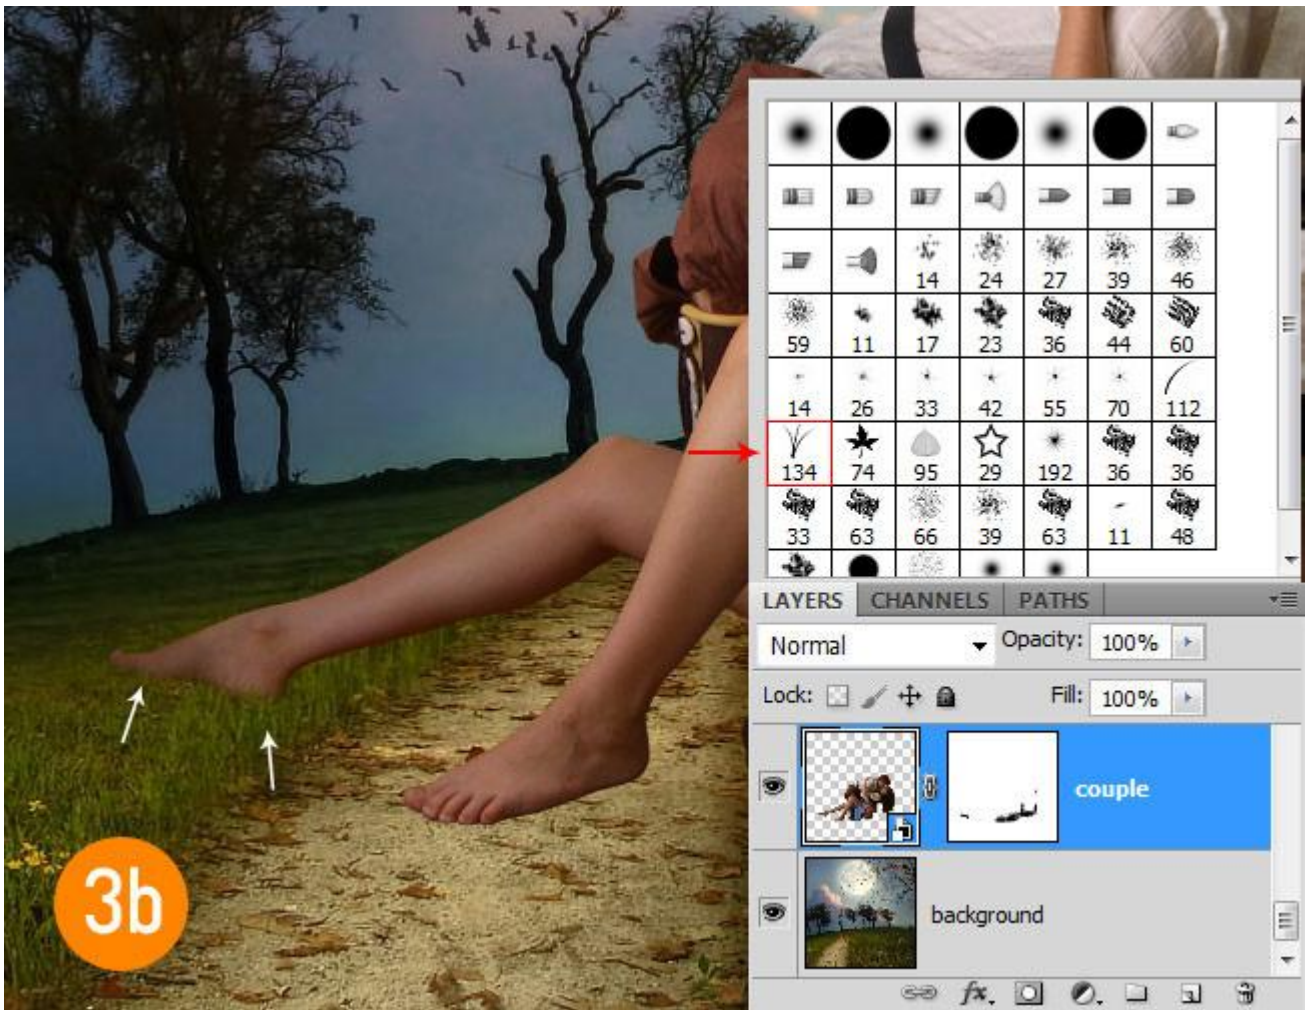 14 24 27 39 46
59 11 17 23 36 44 60
14 26 33 42 55 70 112
134 74 95 29 192 36 36
33 63 66 39 63 11 48
LAYERS CHANNELS PATHS
Normal Opacity: 100%
Lock: Fill: 100%
couple
3b
background
fx.